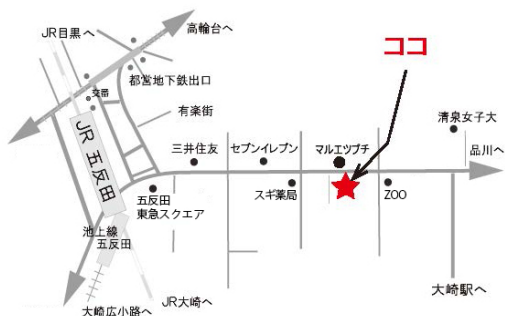 JR目黒へ
高輪台へ
ココ
都営地下鉄出口
交番
有楽街
清泉女子大
三井住友
セブンイレブン
マルエツプチ
品川へ
JR 五反田
五反田
東急スクエア
スギ薬局
ZOO
池上線
五反田
大崎駅へ
大崎広小路へ
JR大崎へ